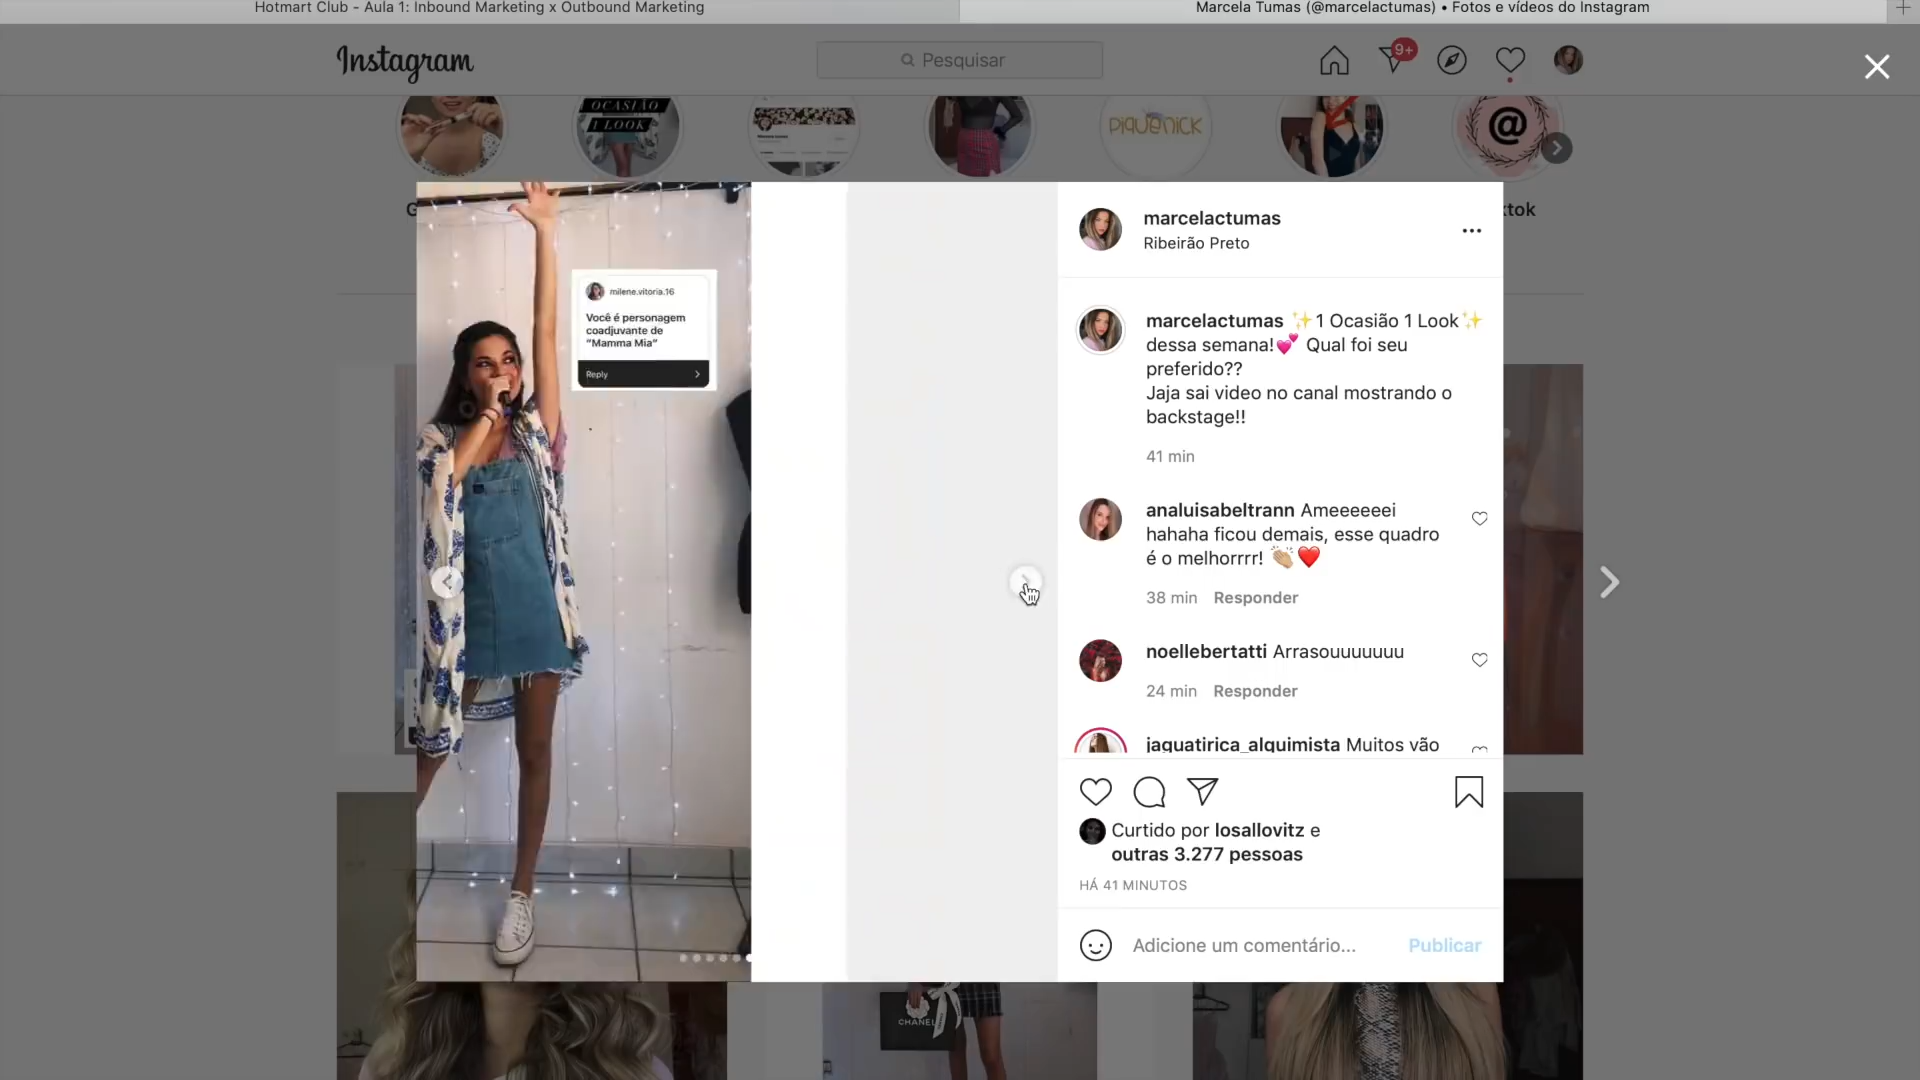 Hotmart Club - Aula 1: Inbound Marketing x Outbound Marketing
Marcela Tumas (@marcelactumas) • Fotos e vídeos do Instagram
Instagram
Pesquisar
9+
OCASIÃO
1 LOOK
PIQUENICK
@
G
ktok
milene.vitoria.16
Você é personagem
coadjuvante de
"Mamma Mia"
Reply
marcelactumas
Ribeirão Preto
marcelactumas ✨1 Ocasião 1 Look✨
dessa semana!💕 Qual foi seu
preferido??
Jaja sai video no canal mostrando o
backstage!!
41 min
analuisabeltrann Ameeeeeei
hahaha ficou demais, esse quadro
é o melhorrrr! 👏🏼❤️
38 min Responder
noellebertatti Arrasouuuuuuu
24 min Responder
jaguatirica_alquimista Muitos vão
Curtido por losallovitz e
outras 3.277 pessoas
HÁ 41 MINUTOS
Adicione um comentário...
Publicar
CHANEL